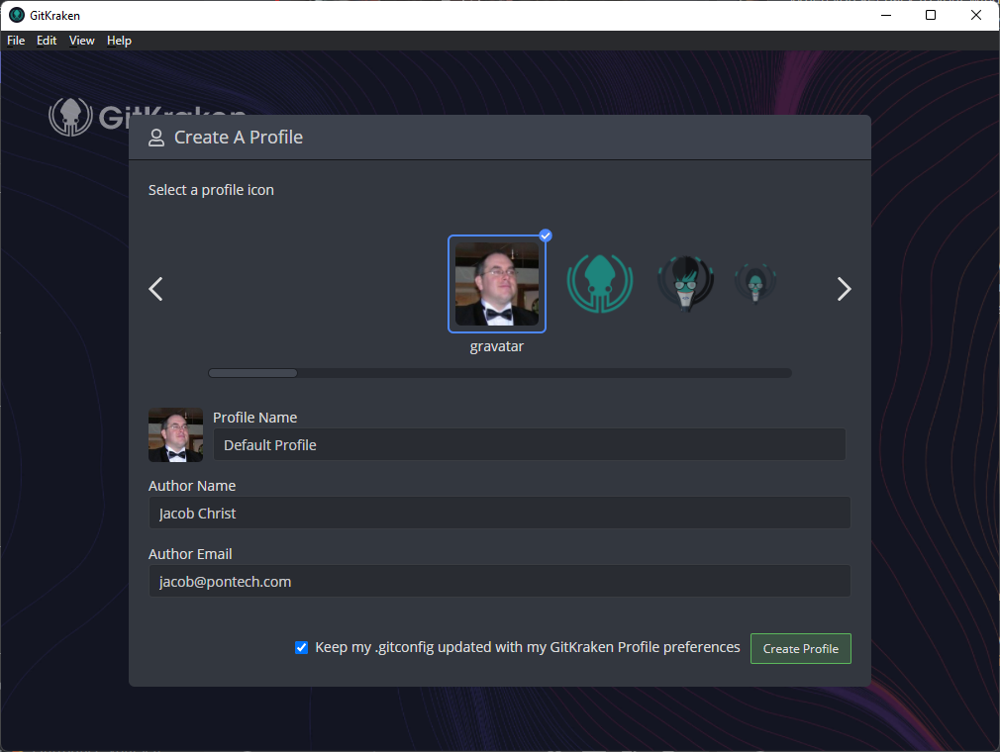 GitKraken
File Edit View Help
GitKraken
Create A Profile
Select a profile icon
gravatar
Profile Name
Default Profile
Author Name
Jacob Christ
Author Email
jacob@pontech.com
Keep my .gitconfig updated with my GitKraken Profile preferences
Create Profile